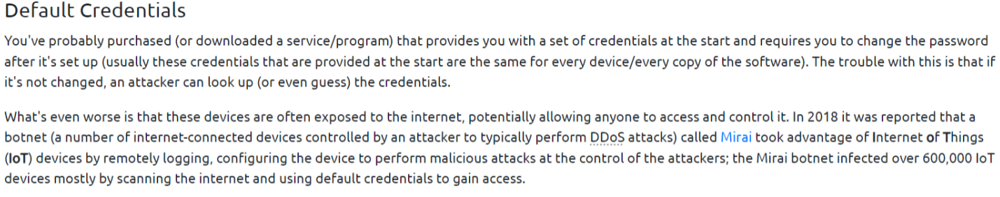 Default Credentials
You've probably purchased (or downloaded a service/program) that provides you with a set of credentials at the start and requires you to change the password
after it's set up (usually these credentials that are provided at the start are the same for every device/every copy of the software). The trouble with this is that if
it's not changed, an attacker can look up (or even guess) the credentials.
What's even worse is that these devices are often exposed to the internet, potentially allowing anyone to access and control it. In 2018 it was reported that a
botnet (a number of internet-connected devices controlled by an attacker to typically perform DDoS attacks) called Mirai took advantage of Internet of Things
(IoT) devices by remotely logging, configuring the device to perform malicious attacks at the control of the attackers; the Mirai botnet infected over 600,000 IoT
devices mostly by scanning the internet and using default credentials to gain access.